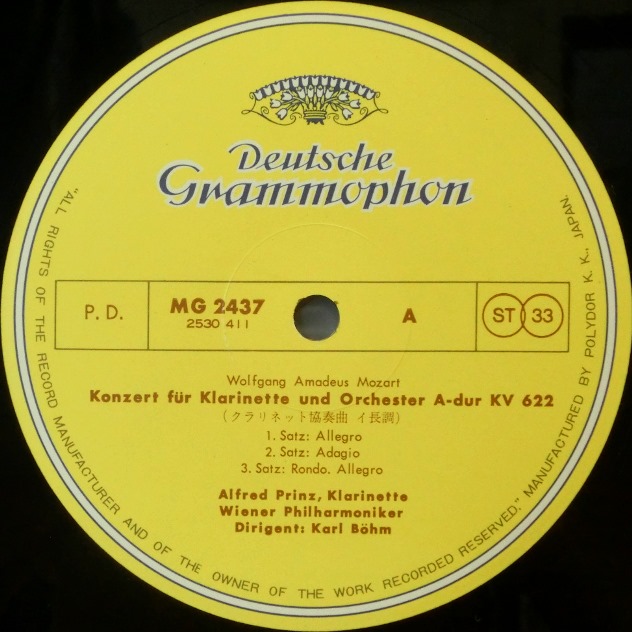 Deutsche
Grammophon
P. D.
MG 2437
2530 411
A
ST 33
Wolfgang Amadeus Mozart
Konzert für Klarinette und Orchester A-dur KV 622
(クラリネット協奏曲 イ長調)
1. Satz: Allegro
2. Satz: Adagio
3. Satz: Rondo. Allegro
Alfred Prinz, Klarinette
Wiener Philharmoniker
Dirigent: Karl Böhm
"ALL RIGHTS OF THE RECORD MANUFACTURER AND OF THE OWNER OF THE WORK RECORDED RESERVED." MANUFACTURED BY POLYDOR K. K., JAPAN.